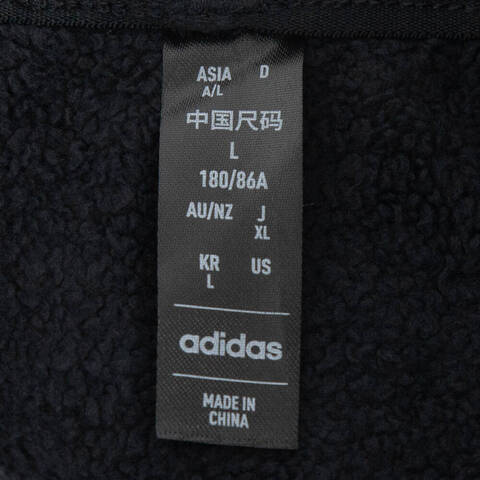 ASIA D
A/L
中国尺码
L
180/86A
AU/NZ J
XL
KR US
L
adidas
MADE IN
CHINA